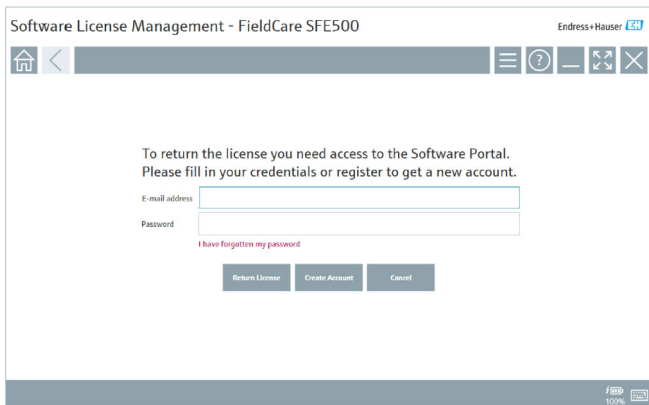 Software License Management - FieldCare SFE500
Endress+Hauser EH
?
To return the license you need access to the Software Portal.
Please fill in your credentials or register to get a new account.
E-mail address
Password
I have forgotten my password
Return License Create Account Cancel
100%